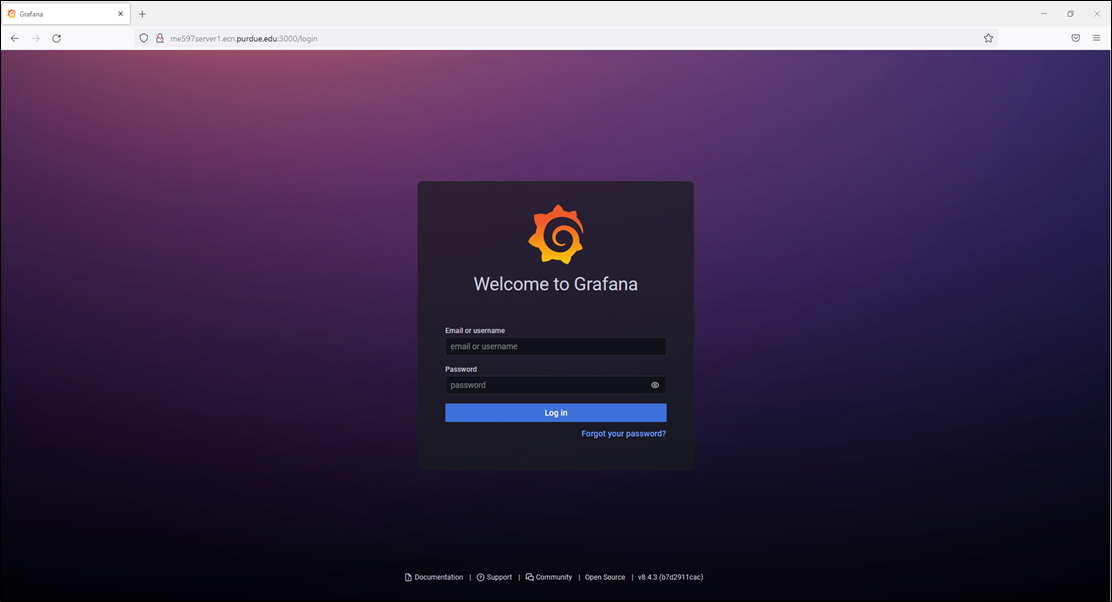 Grafana
me597server1.ecn.purdue.edu:3000/login
Welcome to Grafana
Email or username
email or username
Password
password
Log in
Forgot your password?
Documentation | Support | Community | Open Source | v8.4.3 (b7d2911cac)